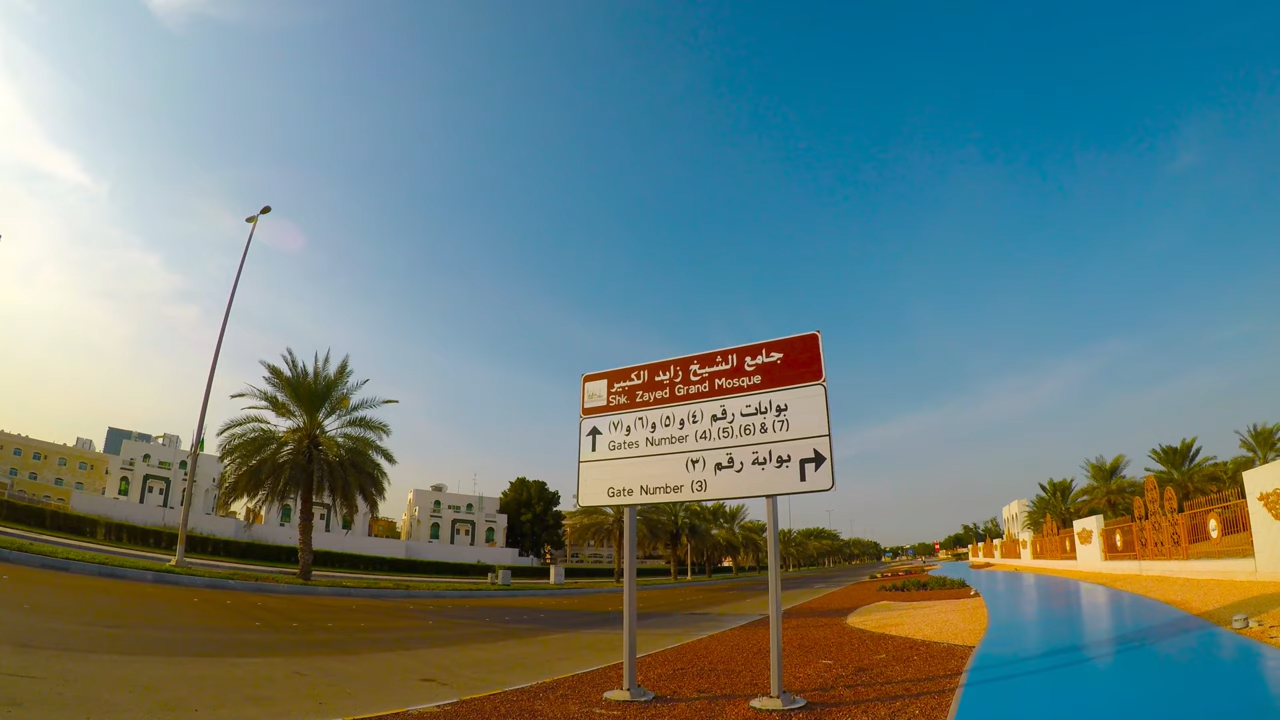 جامع الشيخ زايد الكبير
Shk. Zayed Grand Mosque
بوابات رقم (٤) و (٥) و (٦) و (٧)
Gates Number (4),(5),(6) & (7)
بوابة رقم (٣)
Gate Number (3)